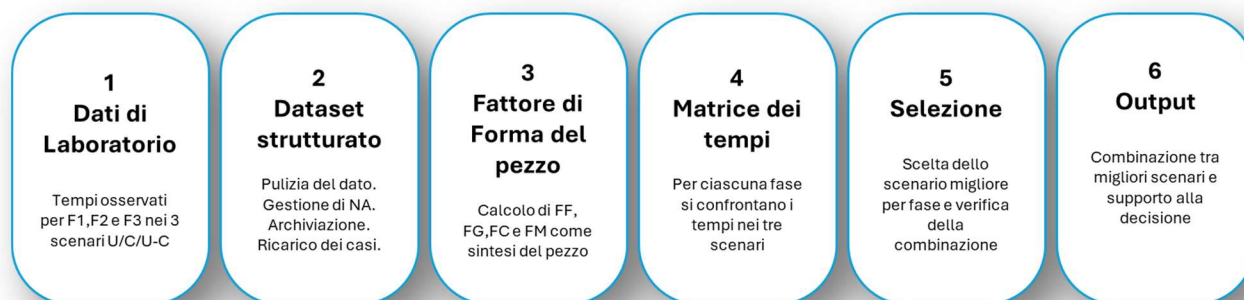 1
Dati di
Laboratorio
Tempi osservati
per F1,F2 e F3 nei 3
scenari U/C/U-C
2
Dataset
strutturato
Pulizia del dato.
Gestione di NA.
Archiviazione.
Ricarico dei casi.
3
Fattore di
Forma del
pezzo
Calcolo di FF,
FG,FC e FM come
sintesi del pezzo
4
Matrice dei
tempi
Per ciascuna fase
si confrontano i
tempi nei tre
scenari
5
Selezione
Scelta dello
scenario migliore
per fase e verifica
della
combinazione
6
Output
Combinazione tra
migliori scenari e
supporto alla
decisione